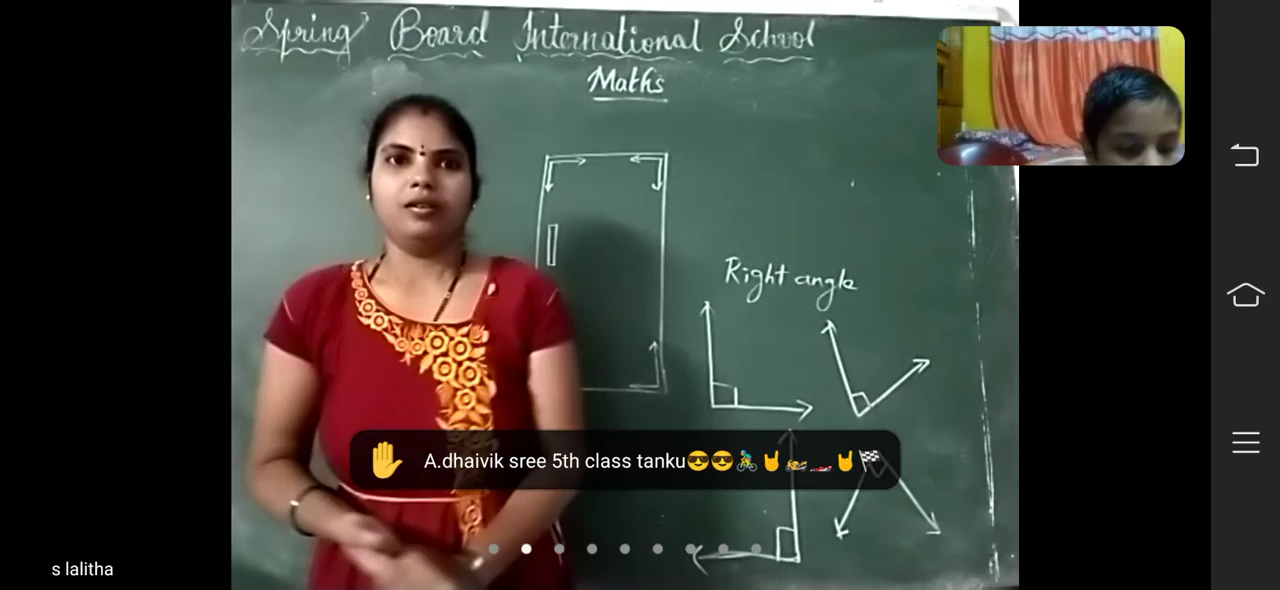 Spring Board International School
Maths
Right angle
A.dhaivik sree 5th class tanku😎😎🚴🤘🏍️🏎️🤘🏁
s lalitha